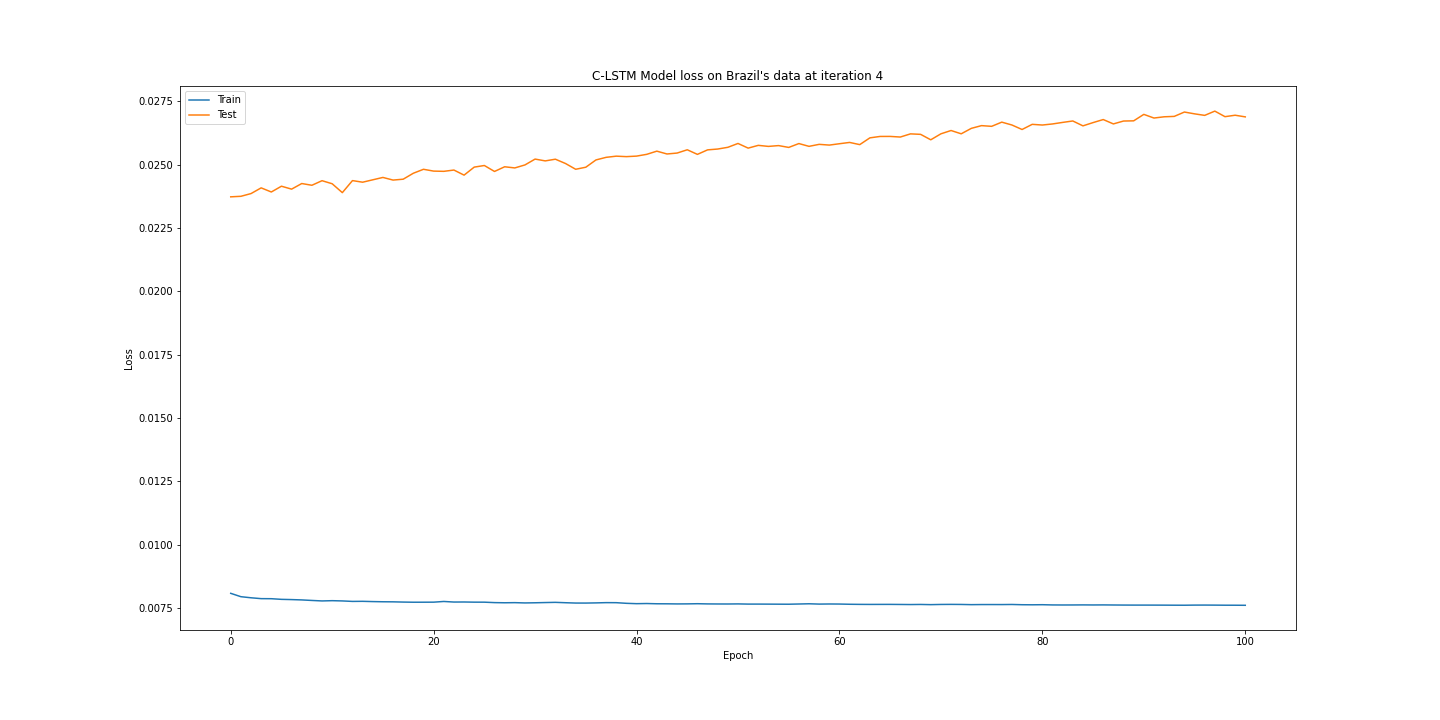 C-LSTM Model loss on Brazil's data at iteration 4
Train
Test
0.0275
0.0250
0.0225
0.0200
0.0175
0.0150
0.0125
0.0100
0.0075
Loss
0 20 40 60 80 100
Epoch